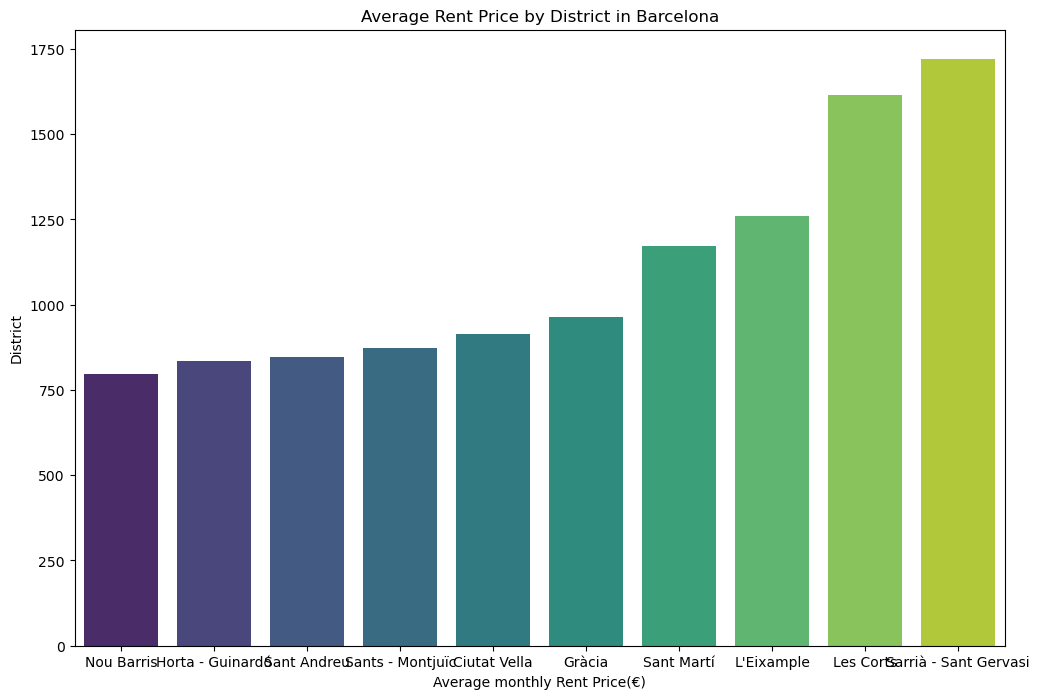 Average Rent Price by District in Barcelona
1750
1500
1250
1000
750
500
250
0
District
Nou Barris Horta - Guinardó Sant Andreu Sants - Montjuïc Ciutat Vella Gràcia Sant Martí L'Eixample Les Corts Sarrià - Sant Gervasi
Average monthly Rent Price(€)